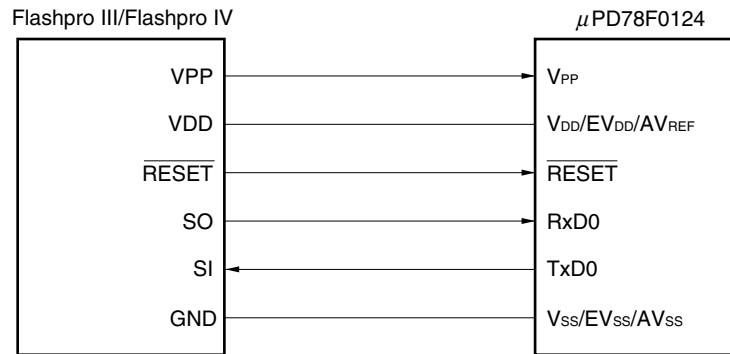 Flashpro III/Flashpro IV μPD78F0124
VPP VPP
VDD VDD/EVDD/AVREF
RESET RESET
SO RxD0
SI TxD0
GND VSS/EVSS/AVSS